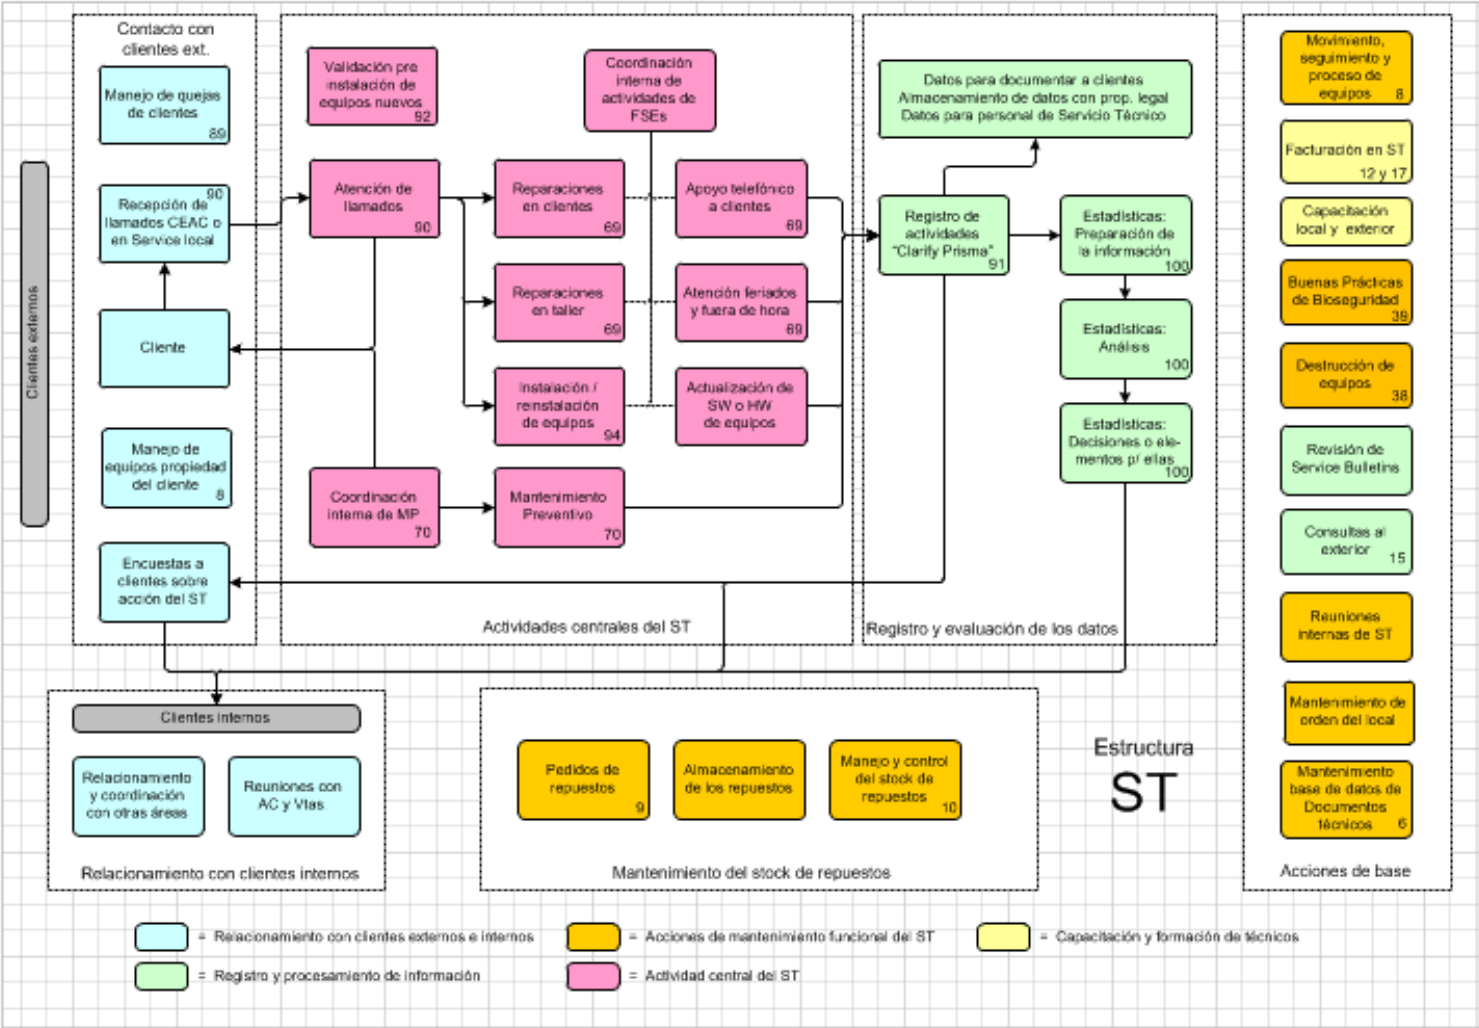 Contacto con
clientes ext.
Manejo de quejas
de clientes
89
90
Recepción de
llamados CEAC o
en Service local
Cliente
Manejo de
equipos propiedad
del cliente
8
Encuestas a
clientes sobre
acción del ST
Clientes externos
Validación pre
instalación de
equipos nuevos
92
Coordinación
interna de
actividades de
FSEs
Atención de
llamados
90
Reparaciones
en clientes
69
Apoyo telefónico
a clientes
69
Reparaciones
en taller
69
Atención feriados
y fuera de hora
69
Instalación /
reinstalación
de equipos
94
Actualización de
SW o HW
de equipos
Coordinación
interna de MP
70
Mantenimiento
Preventivo
70
Actividades centrales del ST
Datos para documentar a clientes
Almacenamiento de datos con prop. legal
Datos para personal de Servicio Técnico
Registro de
actividades
"Clarify Prisma"
91
Estadísticas:
Preparación de
la información
100
Estadísticas:
Análisis
100
Estadísticas:
Decisiones o ele-
mentos p/ ellas
100
Registro y evaluación de los datos
Movimiento,
seguimiento y
proceso de
equipos
8
Facturación en ST
12 y 17
Capacitación
local y exterior
Buenas Prácticas
de Bioseguridad
39
Destrucción de
equipos
38
Revisión de
Service Bulletins
Consultas al
exterior
15
Reuniones
internas de ST
Mantenimiento de
orden del local
Mantenimiento
base de datos de
Documentos
técnicos
6
Acciones de base
Clientes internos
Relacionamiento
y coordinación
con otras áreas
Reuniones con
AC y Vtas
Relacionamiento con clientes internos
Pedidos de
repuestos
9
Almacenamiento
de los repuestos
Manejo y control
del stock de
repuestos
10
Mantenimiento del stock de repuestos
Estructura
ST
= Relacionamiento con clientes externos e internos
= Acciones de mantenimiento funcional del ST
= Capacitación y formación de técnicos
= Registro y procesamiento de información
= Actividad central del ST